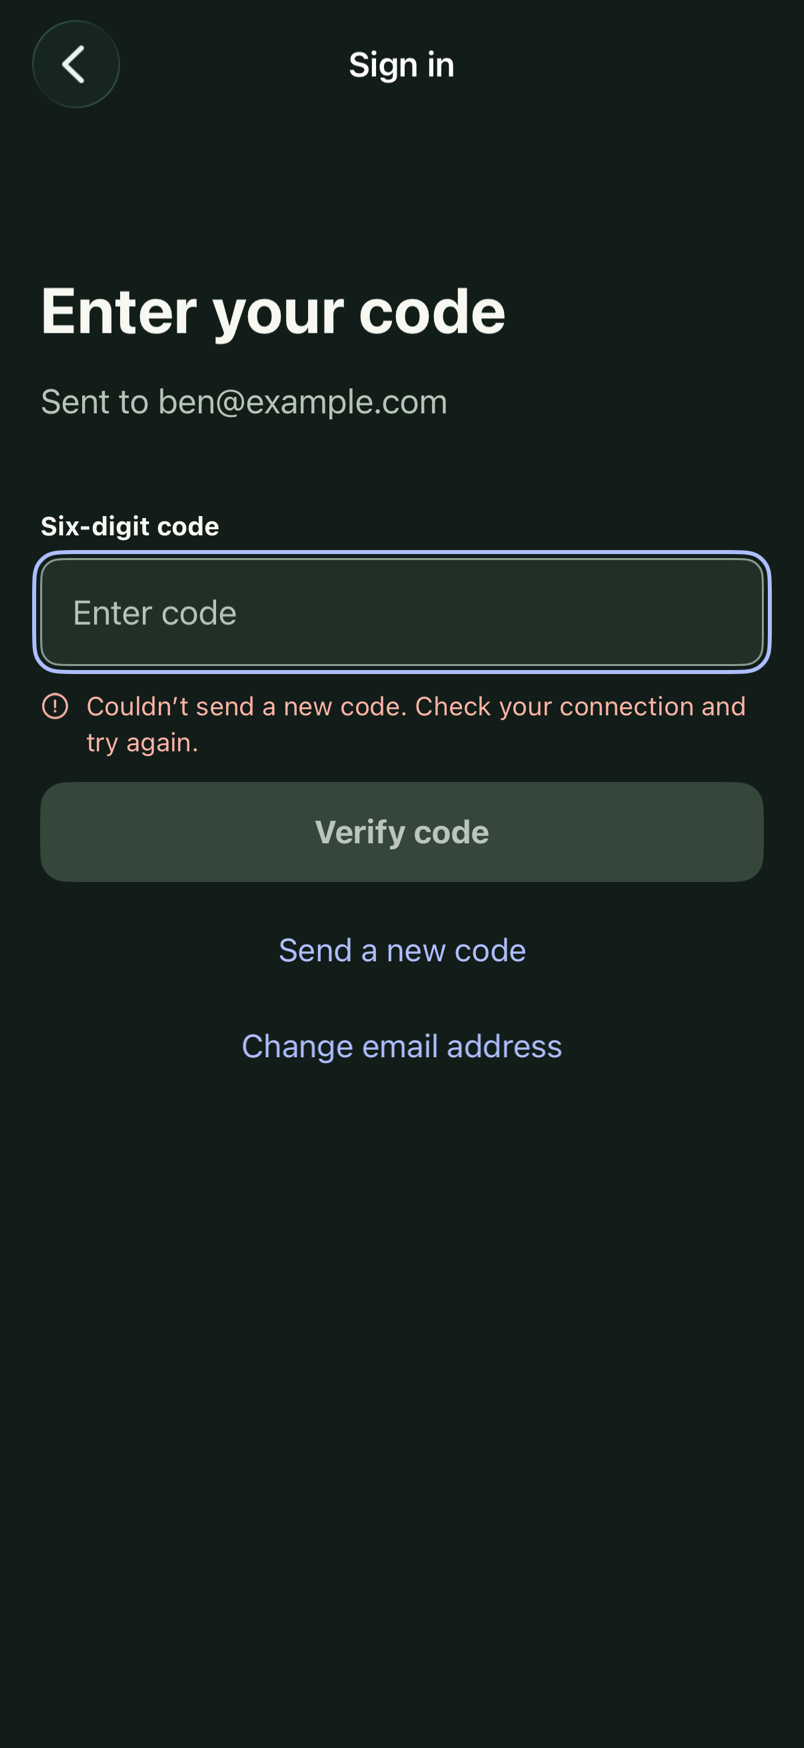 Sign in
Enter your code
Sent to ben@example.com
Six-digit code
Enter code
Couldn’t send a new code. Check your connection and
try again.
Verify code
Send a new code
Change email address